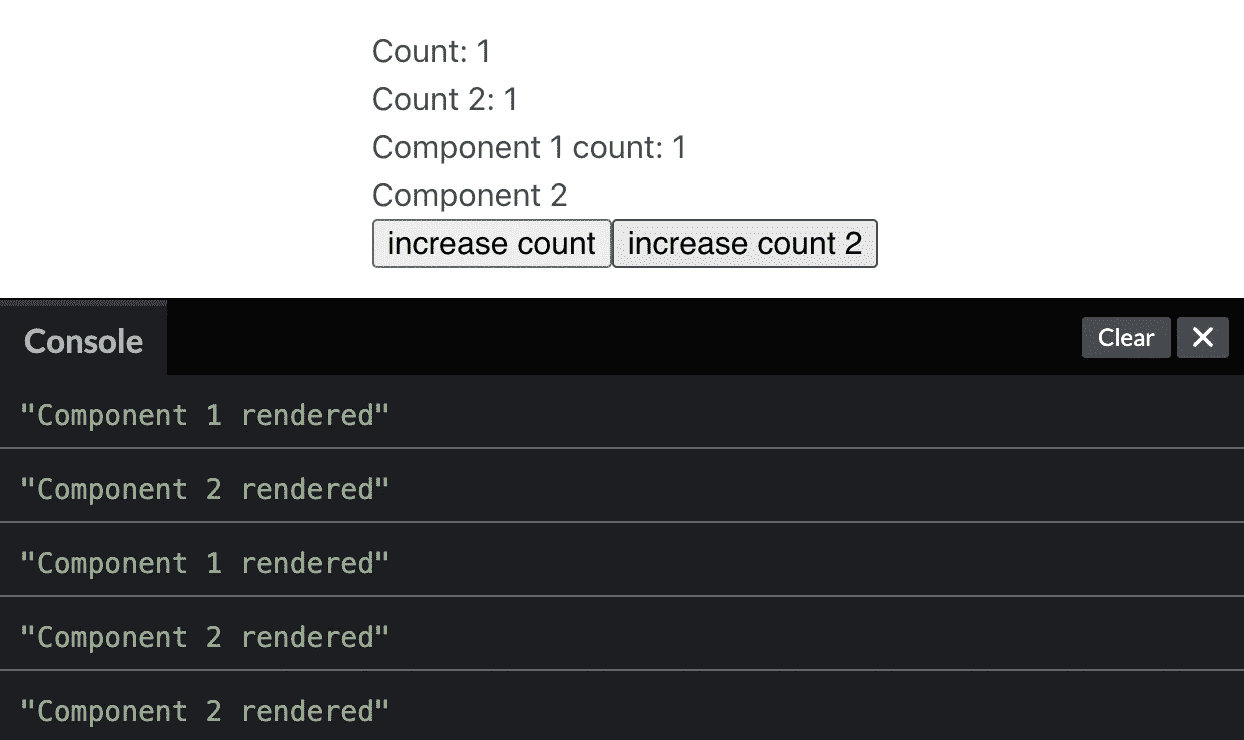 Count: 1
Count 2: 1
Component 1 count: 1
Component 2
increase count increase count 2
Console Clear ✕
"Component 1 rendered"
"Component 2 rendered"
"Component 1 rendered"
"Component 2 rendered"
"Component 2 rendered"